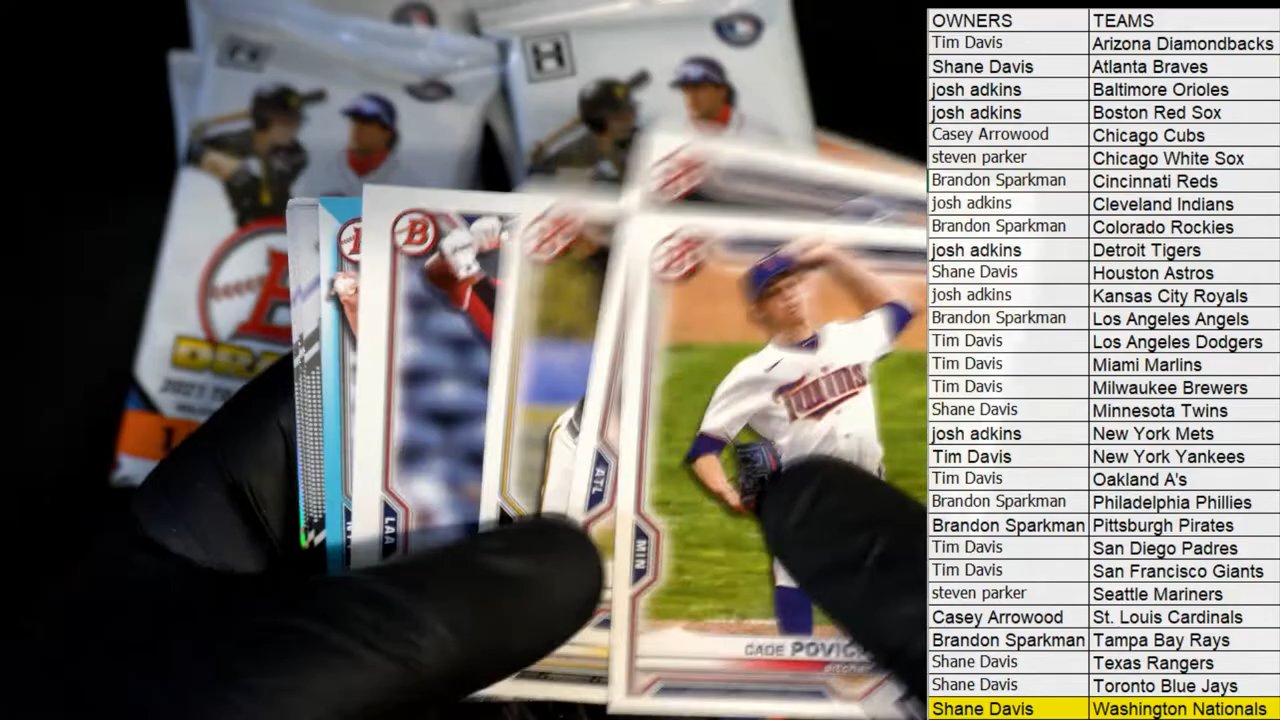 H
B
DRA
B
LAA
ATL
MIN
TWINS
CADE POVICH
OWNERS TEAMS
Tim Davis Arizona Diamondbacks
Shane Davis Atlanta Braves
josh adkins Baltimore Orioles
josh adkins Boston Red Sox
Casey Arrowood Chicago Cubs
steven parker Chicago White Sox
Brandon Sparkman Cincinnati Reds
josh adkins Cleveland Indians
Brandon Sparkman Colorado Rockies
josh adkins Detroit Tigers
Shane Davis Houston Astros
josh adkins Kansas City Royals
Brandon Sparkman Los Angeles Angels
Tim Davis Los Angeles Dodgers
Tim Davis Miami Marlins
Tim Davis Milwaukee Brewers
Shane Davis Minnesota Twins
josh adkins New York Mets
Tim Davis New York Yankees
Tim Davis Oakland A's
Brandon Sparkman Philadelphia Phillies
Brandon Sparkman Pittsburgh Pirates
Tim Davis San Diego Padres
Tim Davis San Francisco Giants
steven parker Seattle Mariners
Casey Arrowood St. Louis Cardinals
Brandon Sparkman Tampa Bay Rays
Shane Davis Texas Rangers
Shane Davis Toronto Blue Jays
Shane Davis Washington Nationals